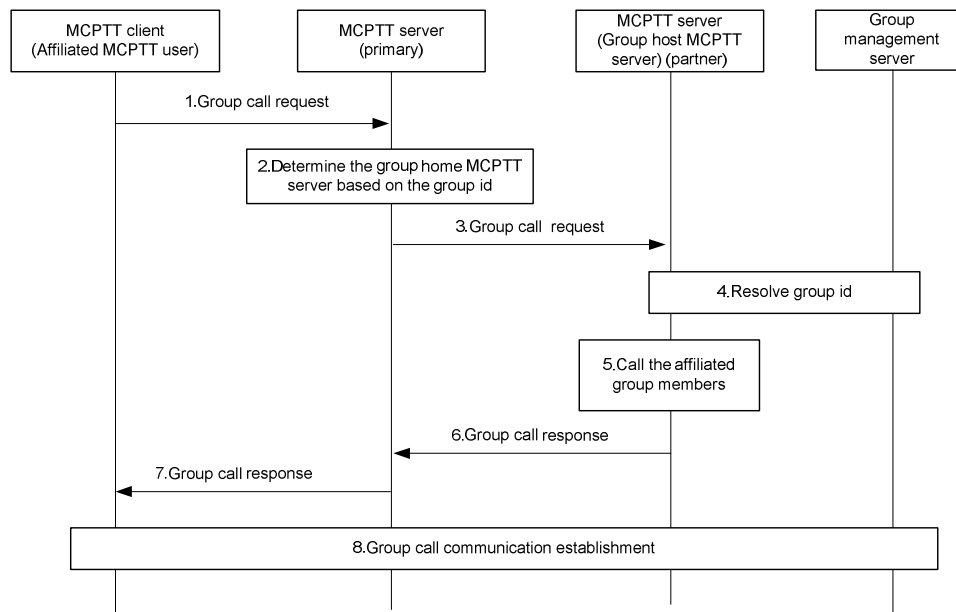 MCPTT client
(Affiliated MCPTT user)
MCPTT server
(primary)
MCPTT server
(Group host MCPTT
server) (partner)
Group
management
server
1.Group call request
2.Determine the group home MCPTT
server based on the group id
3.Group call request
4.Resolve group id
5.Call the affiliated
group members
6.Group call response
7.Group call response
8.Group call communication establishment